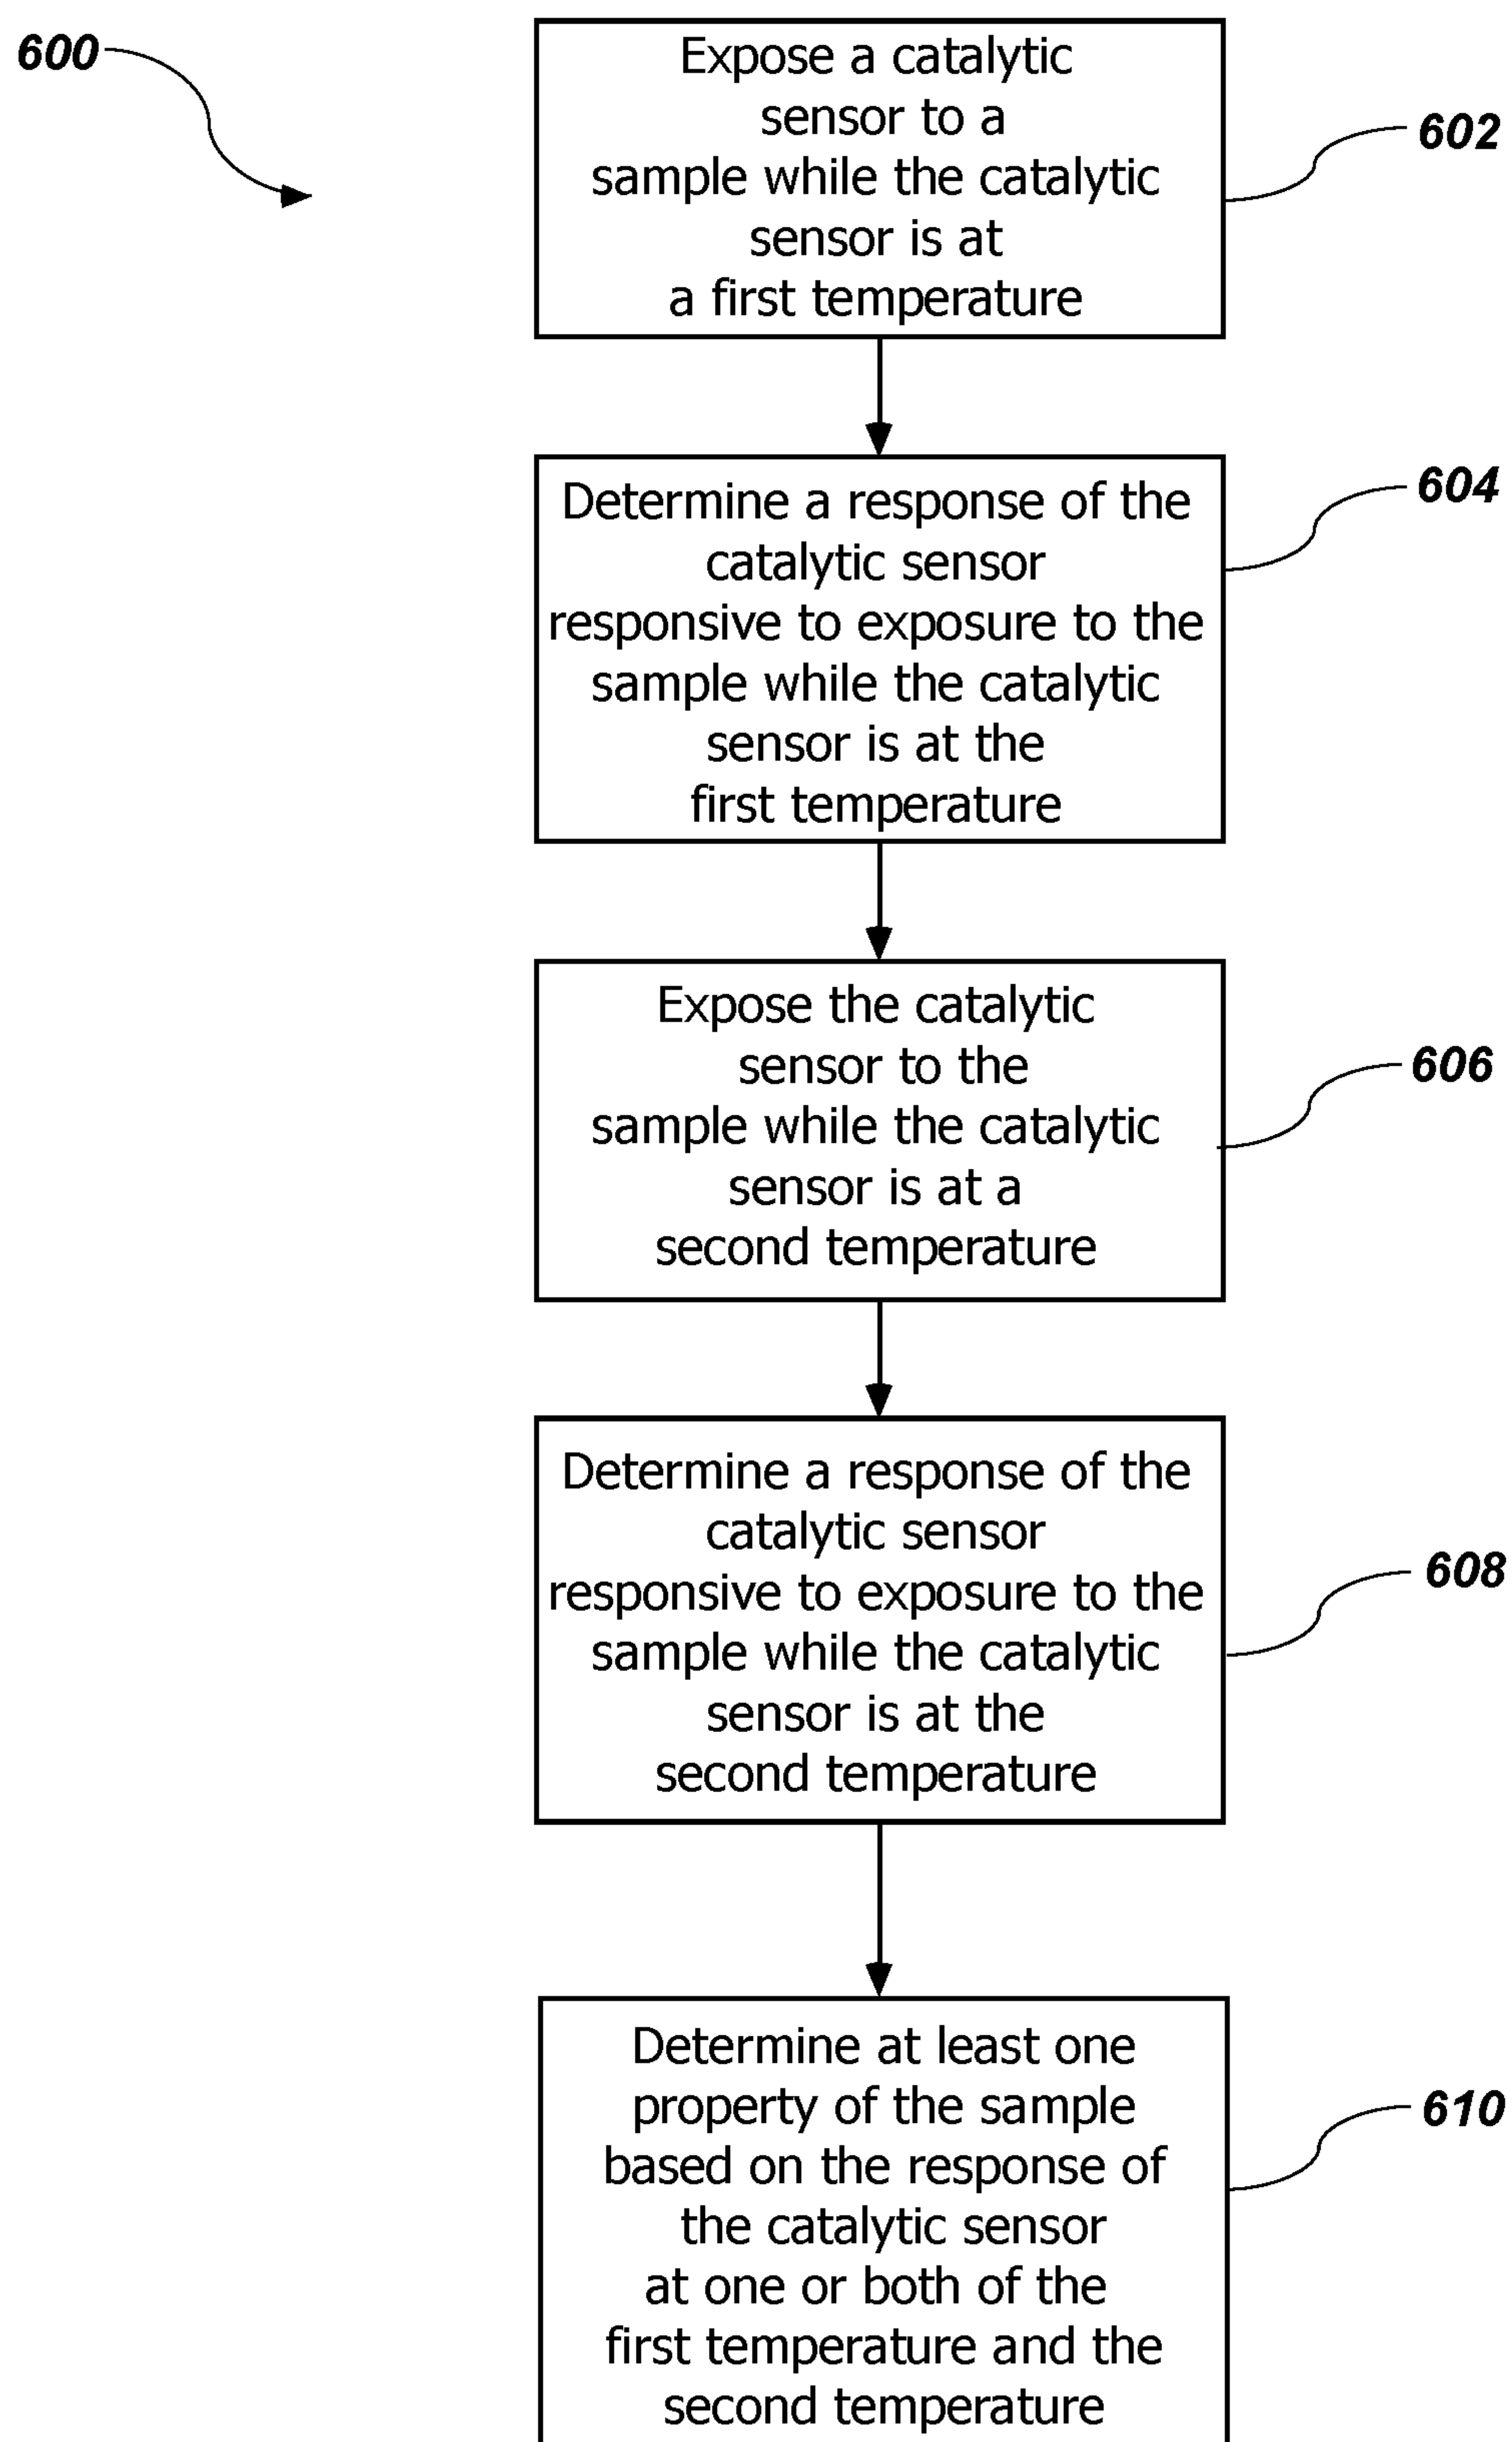 600
Expose a catalytic
sensor to a
sample while the catalytic
sensor is at
a first temperature
602
Determine a response of the
catalytic sensor
responsive to exposure to the
sample while the catalytic
sensor is at the
first temperature
604
Expose the catalytic
sensor to the
sample while the catalytic
sensor is at a
second temperature
606
Determine a response of the
catalytic sensor
responsive to exposure to the
sample while the catalytic
sensor is at the
second temperature
608
Determine at least one
property of the sample
based on the response of
the catalytic sensor
at one or both of the
first temperature and the
second temperature
610